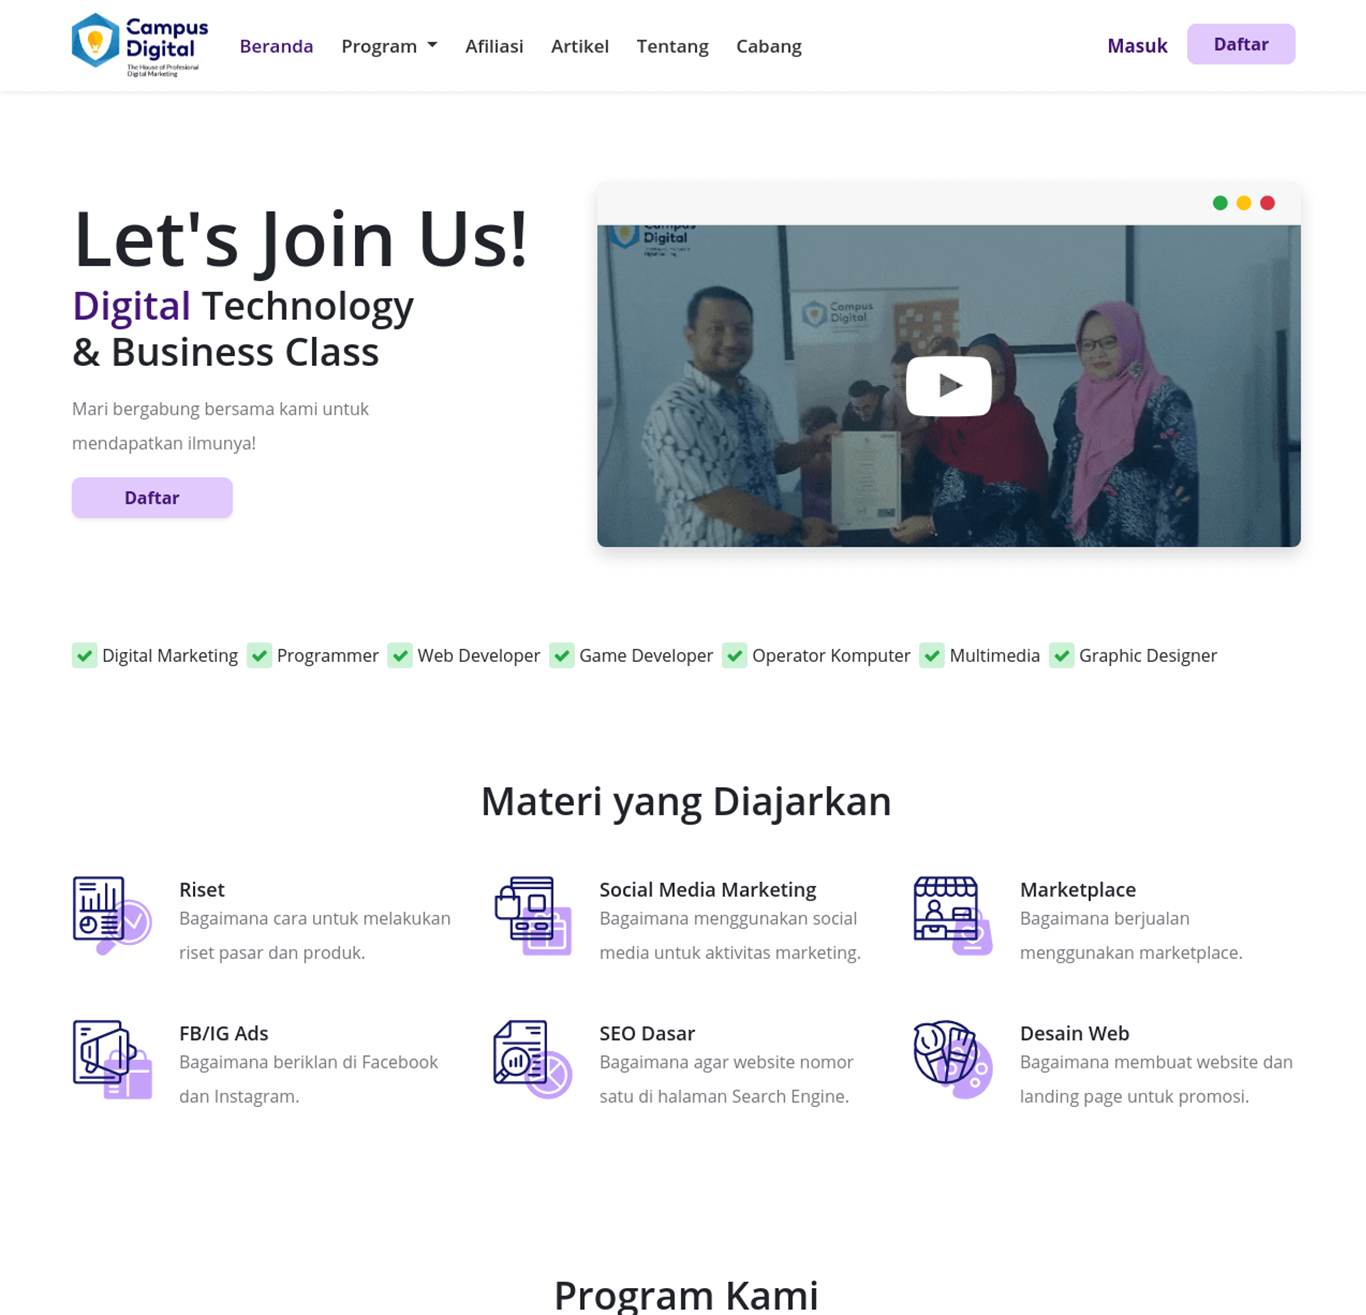 Campus
Digital
The House of Profesional
Digital Marketing
Beranda
Program
Afiliasi
Artikel
Tentang
Cabang
Masuk
Daftar
Let's Join Us!
Digital Technology
& Business Class
Mari bergabung bersama kami untuk
mendapatkan ilmunya!
Daftar
Campus
Digital
Campus
Digital
Digital Marketing
Programmer
Web Developer
Game Developer
Operator Komputer
Multimedia
Graphic Designer
Materi yang Diajarkan
Riset
Bagaimana cara untuk melakukan
riset pasar dan produk.
Social Media Marketing
Bagaimana menggunakan social
media untuk aktivitas marketing.
Marketplace
Bagaimana berjualan
menggunakan marketplace.
FB/IG Ads
Bagaimana beriklan di Facebook
dan Instagram.
SEO Dasar
Bagaimana agar website nomor
satu di halaman Search Engine.
Desain Web
Bagaimana membuat website dan
landing page untuk promosi.
Program Kami